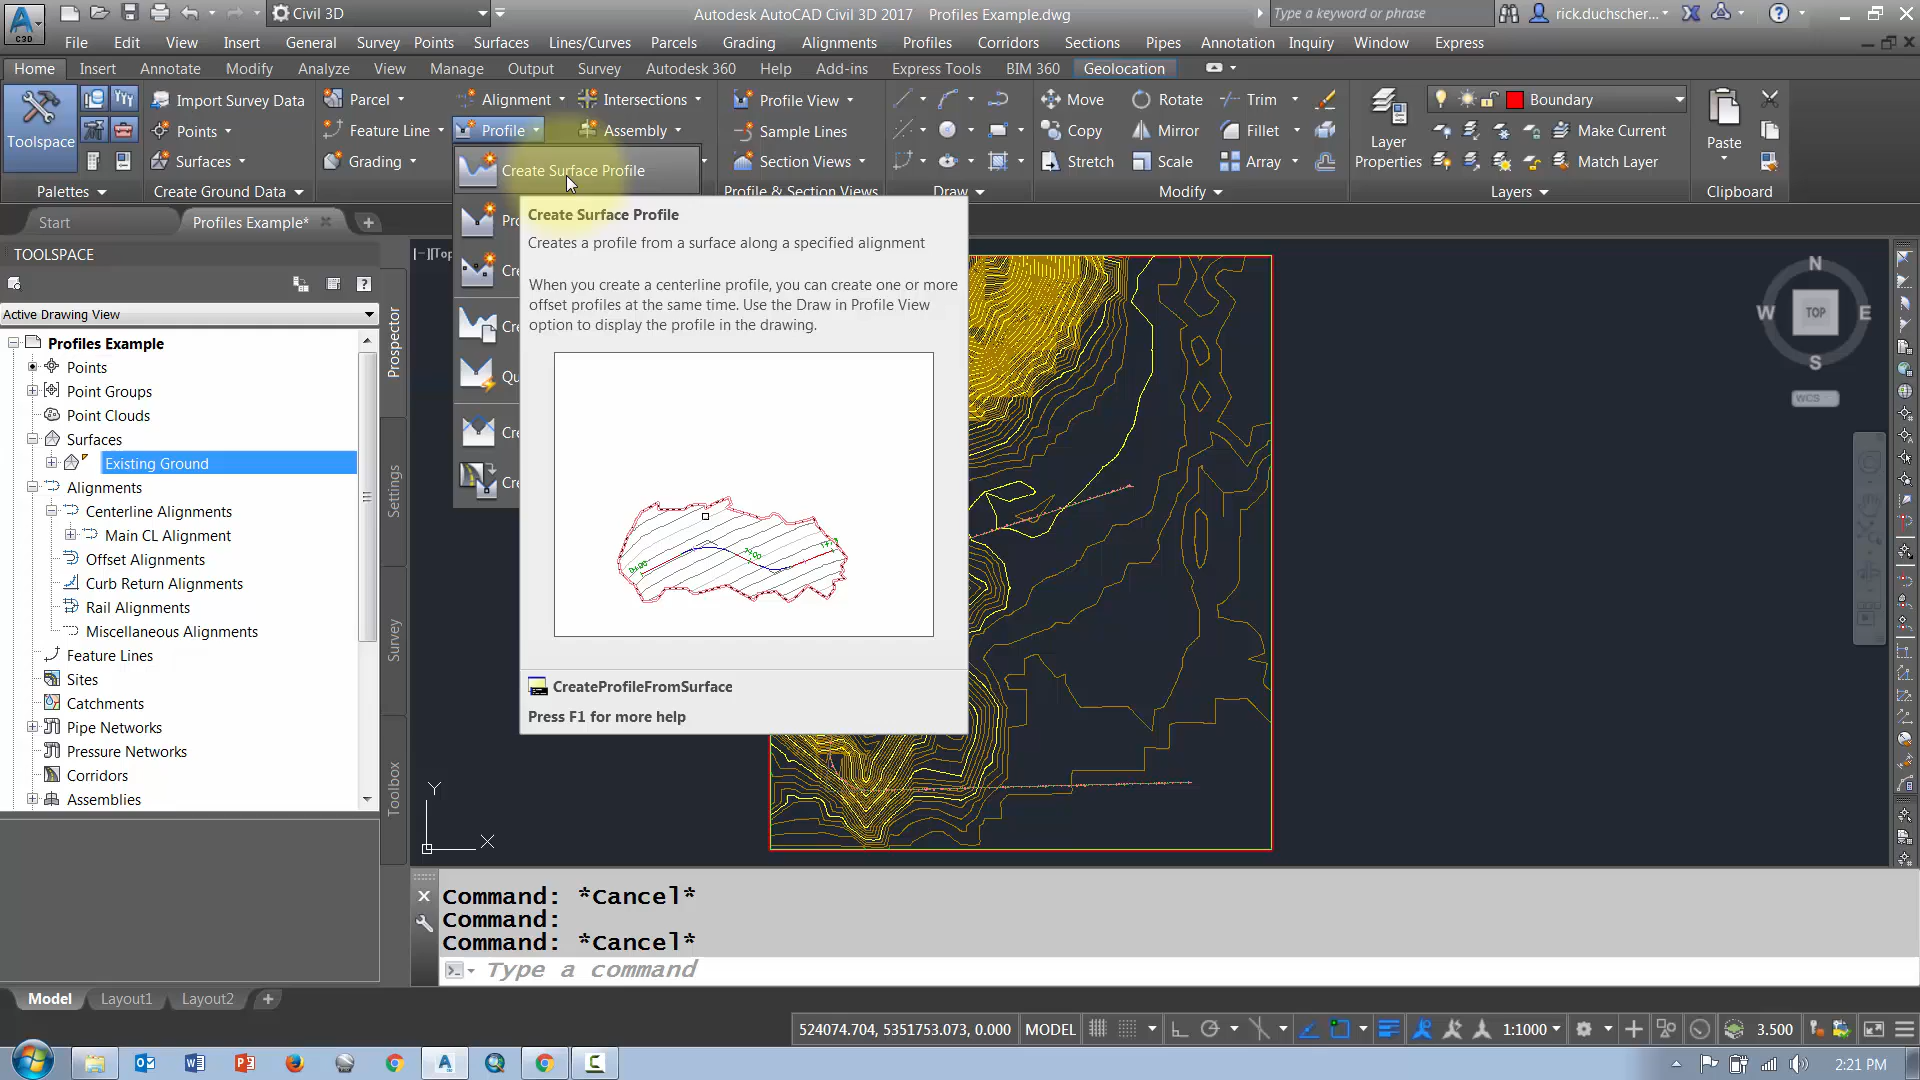 Civil 3D
Autodesk AutoCAD Civil 3D 2017 Profiles Example.dwg
Type a keyword or phrase
rick.duchscher...
C3D
File Edit View Insert General Survey Points Surfaces Lines/Curves Parcels Grading Alignments Profiles Corridors Sections Pipes Annotation Inquiry Window Express
Home Insert Annotate Modify Analyze View Manage Output Survey Autodesk 360 Help Add-ins Express Tools BIM 360 Geolocation
Toolspace
Import Survey Data
Points
Surfaces
Parcel
Feature Line
Grading
Alignment
Profile
Intersections
Assembly
Profile View
Sample Lines
Section Views
Move Rotate Trim
Copy Mirror Fillet
Stretch Scale Array
Layer
Properties
Boundary
Make Current
Match Layer
Paste
Palettes
Create Ground Data
Profile & Section Views
Draw
Modify
Layers
Clipboard
Create Surface Profile
Start
Profiles Example*
Create Surface Profile
Creates a profile from a surface along a specified alignment
When you create a centerline profile, you can create one or more
offset profiles at the same time. Use the Draw in Profile View
option to display the profile in the drawing.
CreateProfileFromSurface
Press F1 for more help
TOOLSPACE
Active Drawing View
Profiles Example
Points
Point Groups
Point Clouds
Surfaces
Existing Ground
Alignments
Centerline Alignments
Main CL Alignment
Offset Alignments
Curb Return Alignments
Rail Alignments
Miscellaneous Alignments
Feature Lines
Sites
Catchments
Pipe Networks
Pressure Networks
Corridors
Assemblies
Prospector
Settings
Survey
Toolbox
[−][Top
N
W TOP E
S
WCS
Y
X
Command: *Cancel*
Command:
Command: *Cancel*
Type a command
Model Layout1 Layout2
524074.704, 5351753.073, 0.000 MODEL
1:1000
3.500
2:21 PM